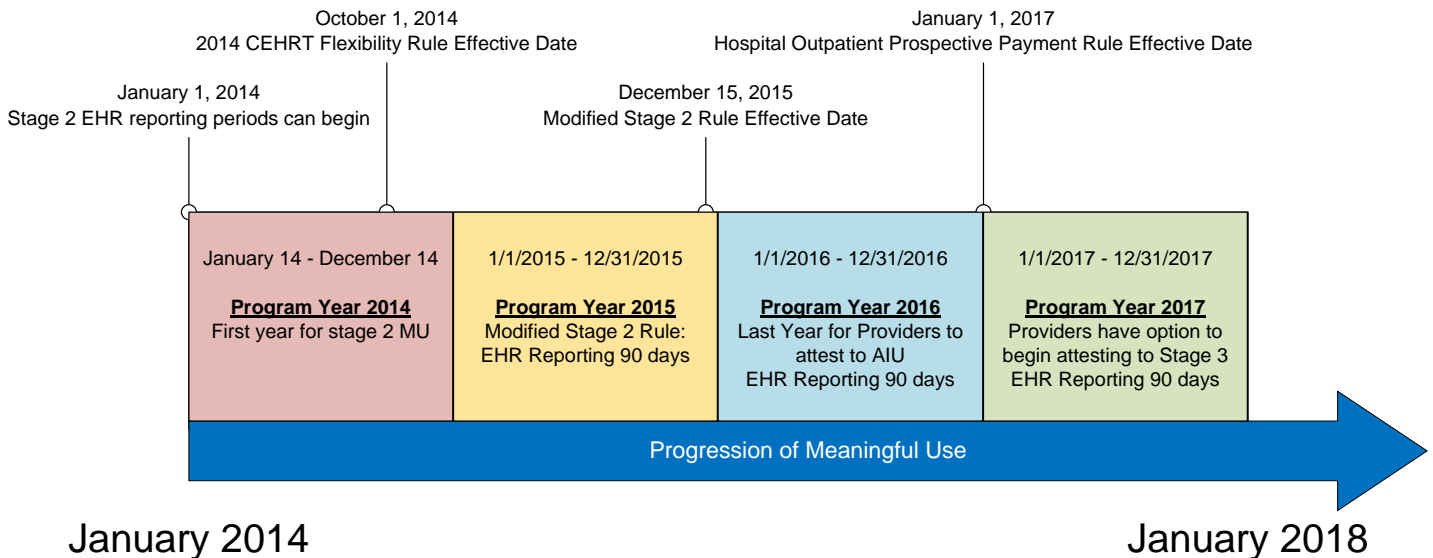 October 1, 2014
2014 CEHRT Flexibility Rule Effective Date
January 1, 2017
Hospital Outpatient Prospective Payment Rule Effective Date
January 1, 2014
Stage 2 EHR reporting periods can begin
December 15, 2015
Modified Stage 2 Rule Effective Date
January 14 - December 14
Program Year 2014
First year for stage 2 MU
1/1/2015 - 12/31/2015
Program Year 2015
Modified Stage 2 Rule:
EHR Reporting 90 days
1/1/2016 - 12/31/2016
Program Year 2016
Last Year for Providers to
attest to AIU
EHR Reporting 90 days
1/1/2017 - 12/31/2017
Program Year 2017
Providers have option to
begin attesting to Stage 3
EHR Reporting 90 days
Progression of Meaningful Use
January 2014
January 2018